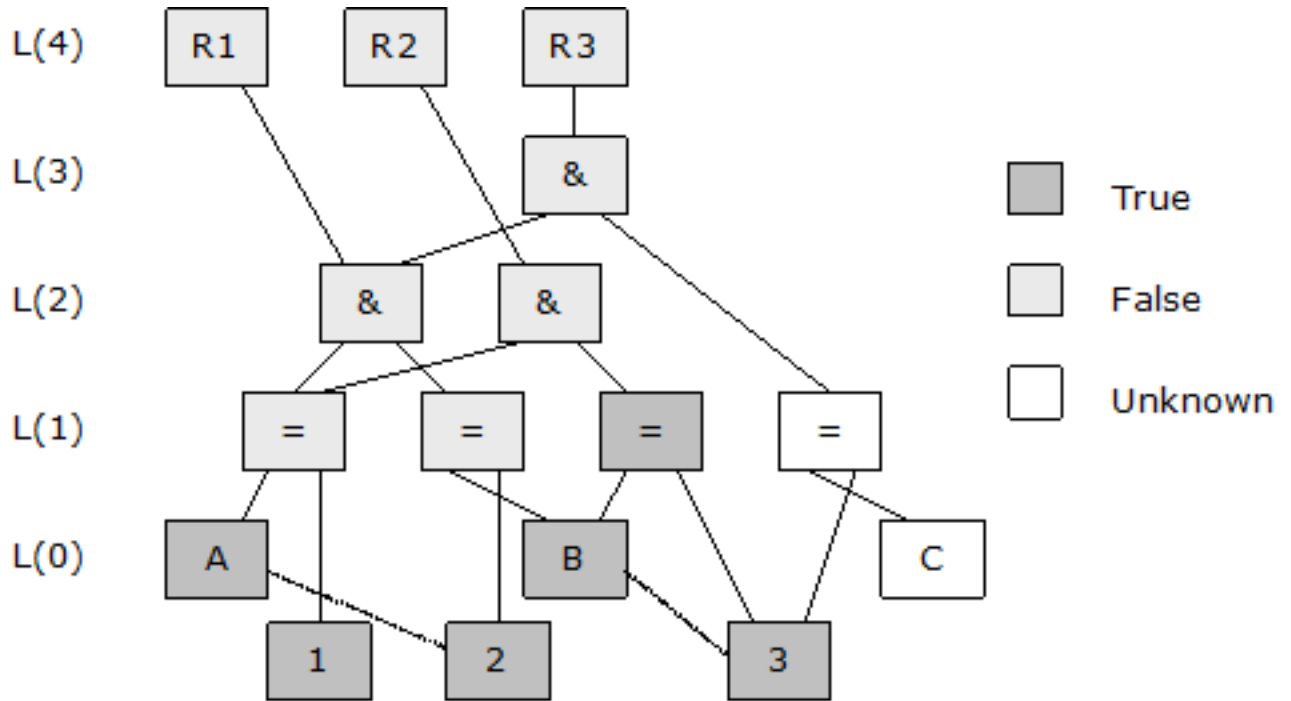 L(4) R1 R2 R3
L(3) &
True
L(2) & &
False
L(1) = = = =
Unknown
L(0) A B C
1 2 3